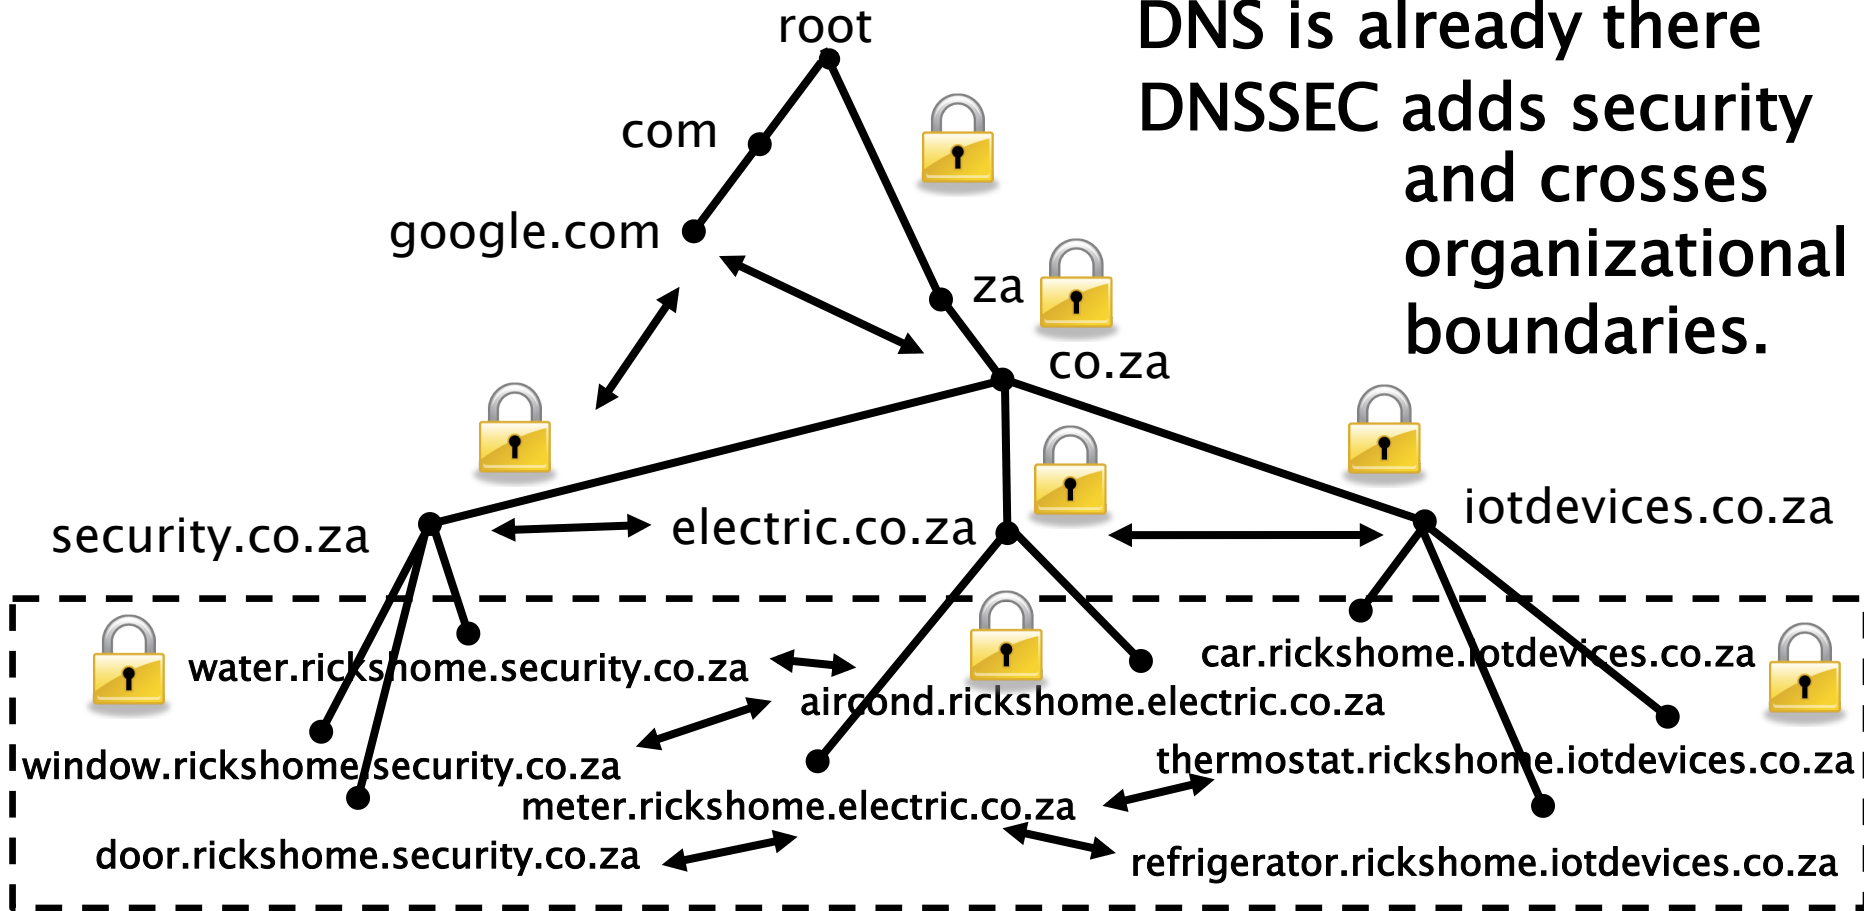 root
DNS is already there
com
DNSSEC adds security
and crosses
google.com
organizational
za
boundaries.
co.za
security.co.za
electric.co.za
iotdevices.co.za
water.rickshome.security.co.za
car.rickshome.iotdevices.co.za
aircond.rickshome.electric.co.za
window.rickshome.security.co.za
thermostat.rickshome.iotdevices.co.za
meter.rickshome.electric.co.za
door.rickshome.security.co.za
refrigerator.rickshome.iotdevices.co.za